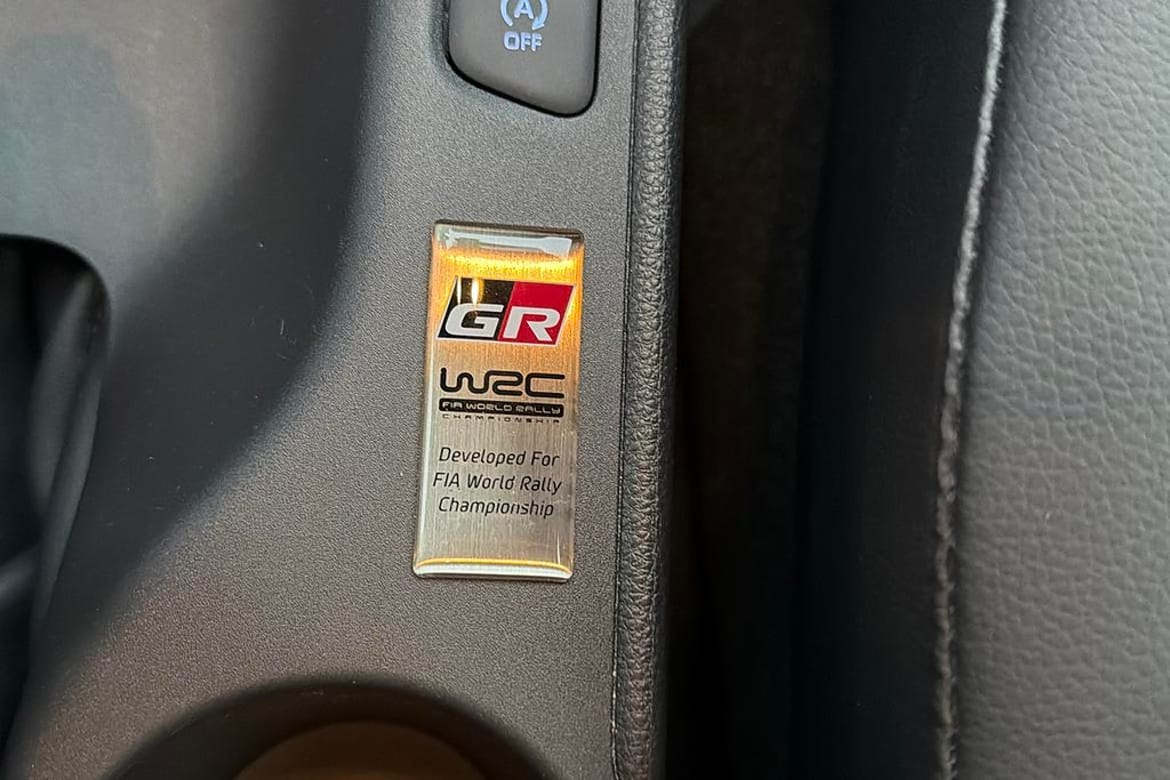 A
OFF
GR
WRC
FIA WORLD RALLY
CHAMPIONSHIP
Developed For
FIA World Rally
Championship